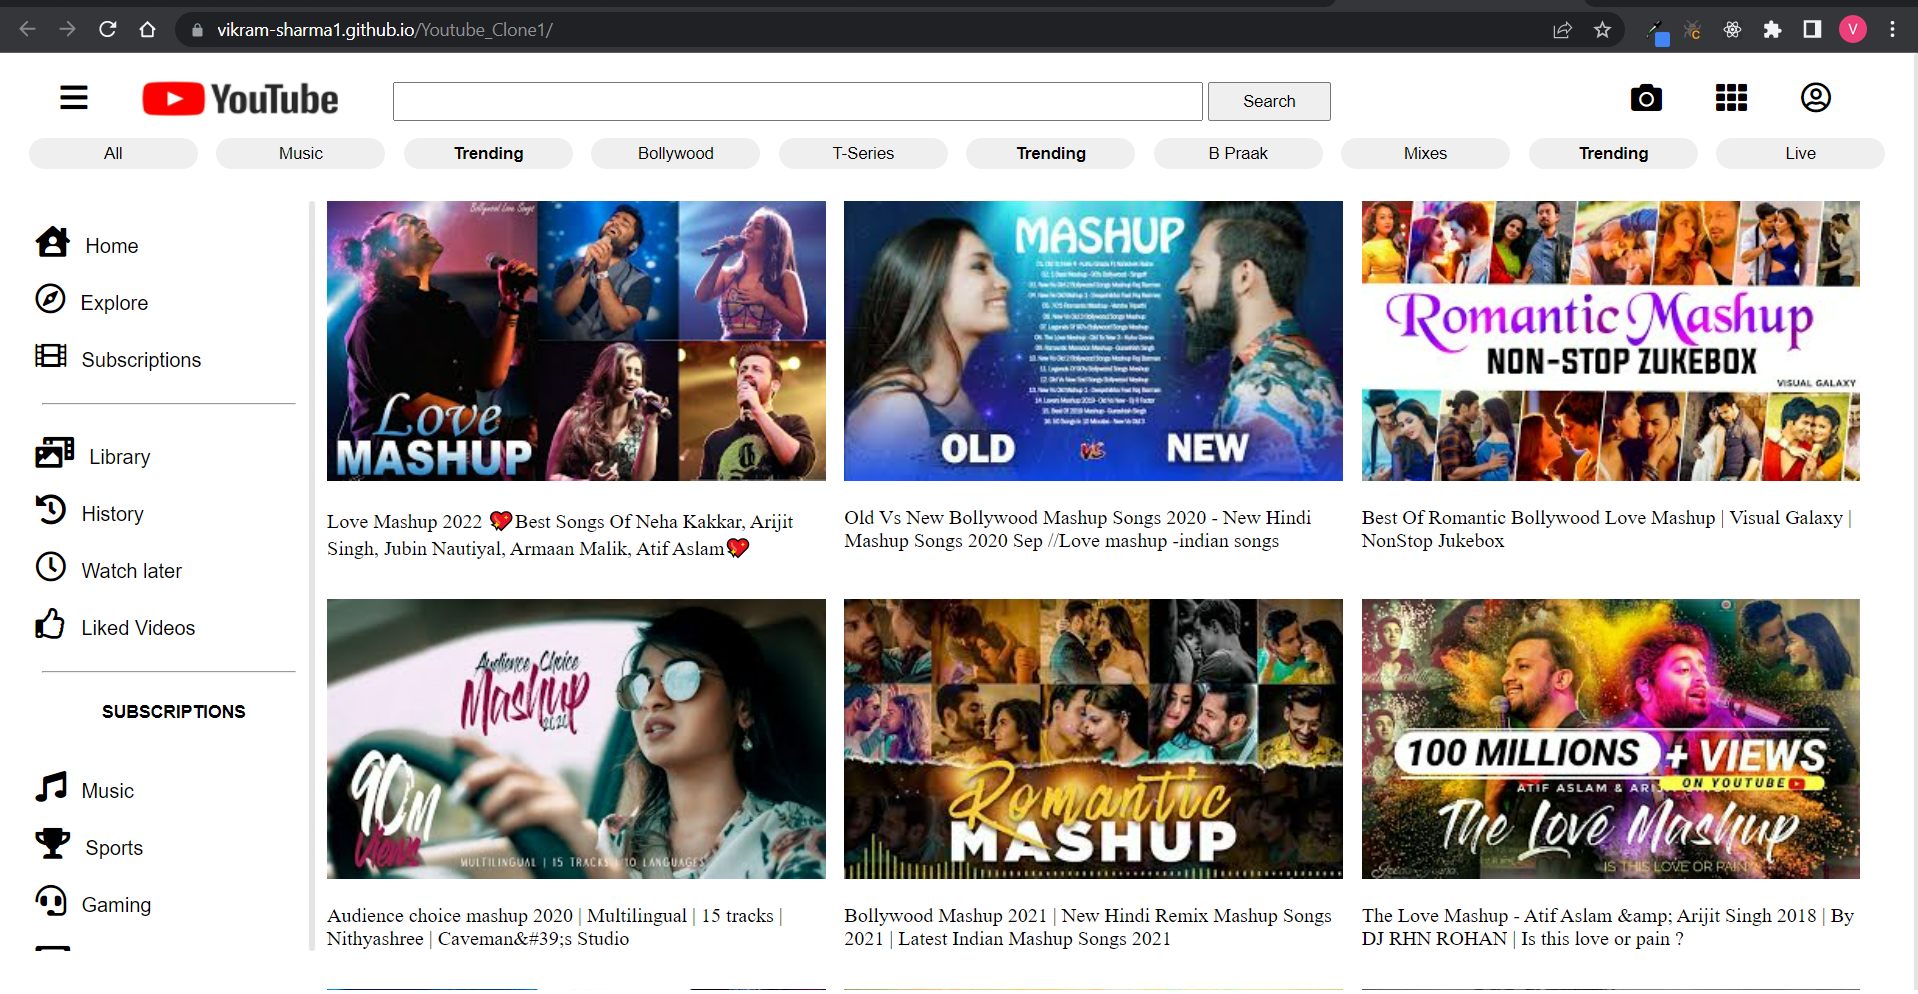 vikram-sharma1.github.io/Youtube_Clone1/
V
YouTube
Search
All
Music
Trending
Bollywood
T-Series
Trending
B Praak
Mixes
Trending
Live
Home
Explore
Subscriptions
Library
History
Watch later
Liked Videos
SUBSCRIPTIONS
Music
Sports
Gaming
Bollywood Love Songs
Love
MASHUP
Love Mashup 2022 💖Best Songs Of Neha Kakkar, Arijit
Singh, Jubin Nautiyal, Armaan Malik, Atif Aslam💖
MASHUP
OLD
VS
NEW
Old Vs New Bollywood Mashup Songs 2020 - New Hindi
Mashup Songs 2020 Sep //Love mashup -indian songs
Romantic Mashup
NON-STOP ZUKEBOX
VISUAL GALAXY
Best Of Romantic Bollywood Love Mashup | Visual Galaxy |
NonStop Jukebox
Audience Choice
Mashup
2020
90M
Views
MULTILINGUAL | 15 TRACKS | 10 LANGUAGES
Audience choice mashup 2020 | Multilingual | 15 tracks |
Nithyashree | Caveman&#39;s Studio
Romantic
MASHUP
Bollywood Mashup 2021 | New Hindi Remix Mashup Songs
2021 | Latest Indian Mashup Songs 2021
100 MILLIONS + VIEWS
ON YOUTUBE
ATIF ASLAM & ARIJ
The Love Mashup
IS THIS LOVE OR PAIN?
The Love Mashup - Atif Aslam &amp; Arijit Singh 2018 | By
DJ RHN ROHAN | Is this love or pain ?